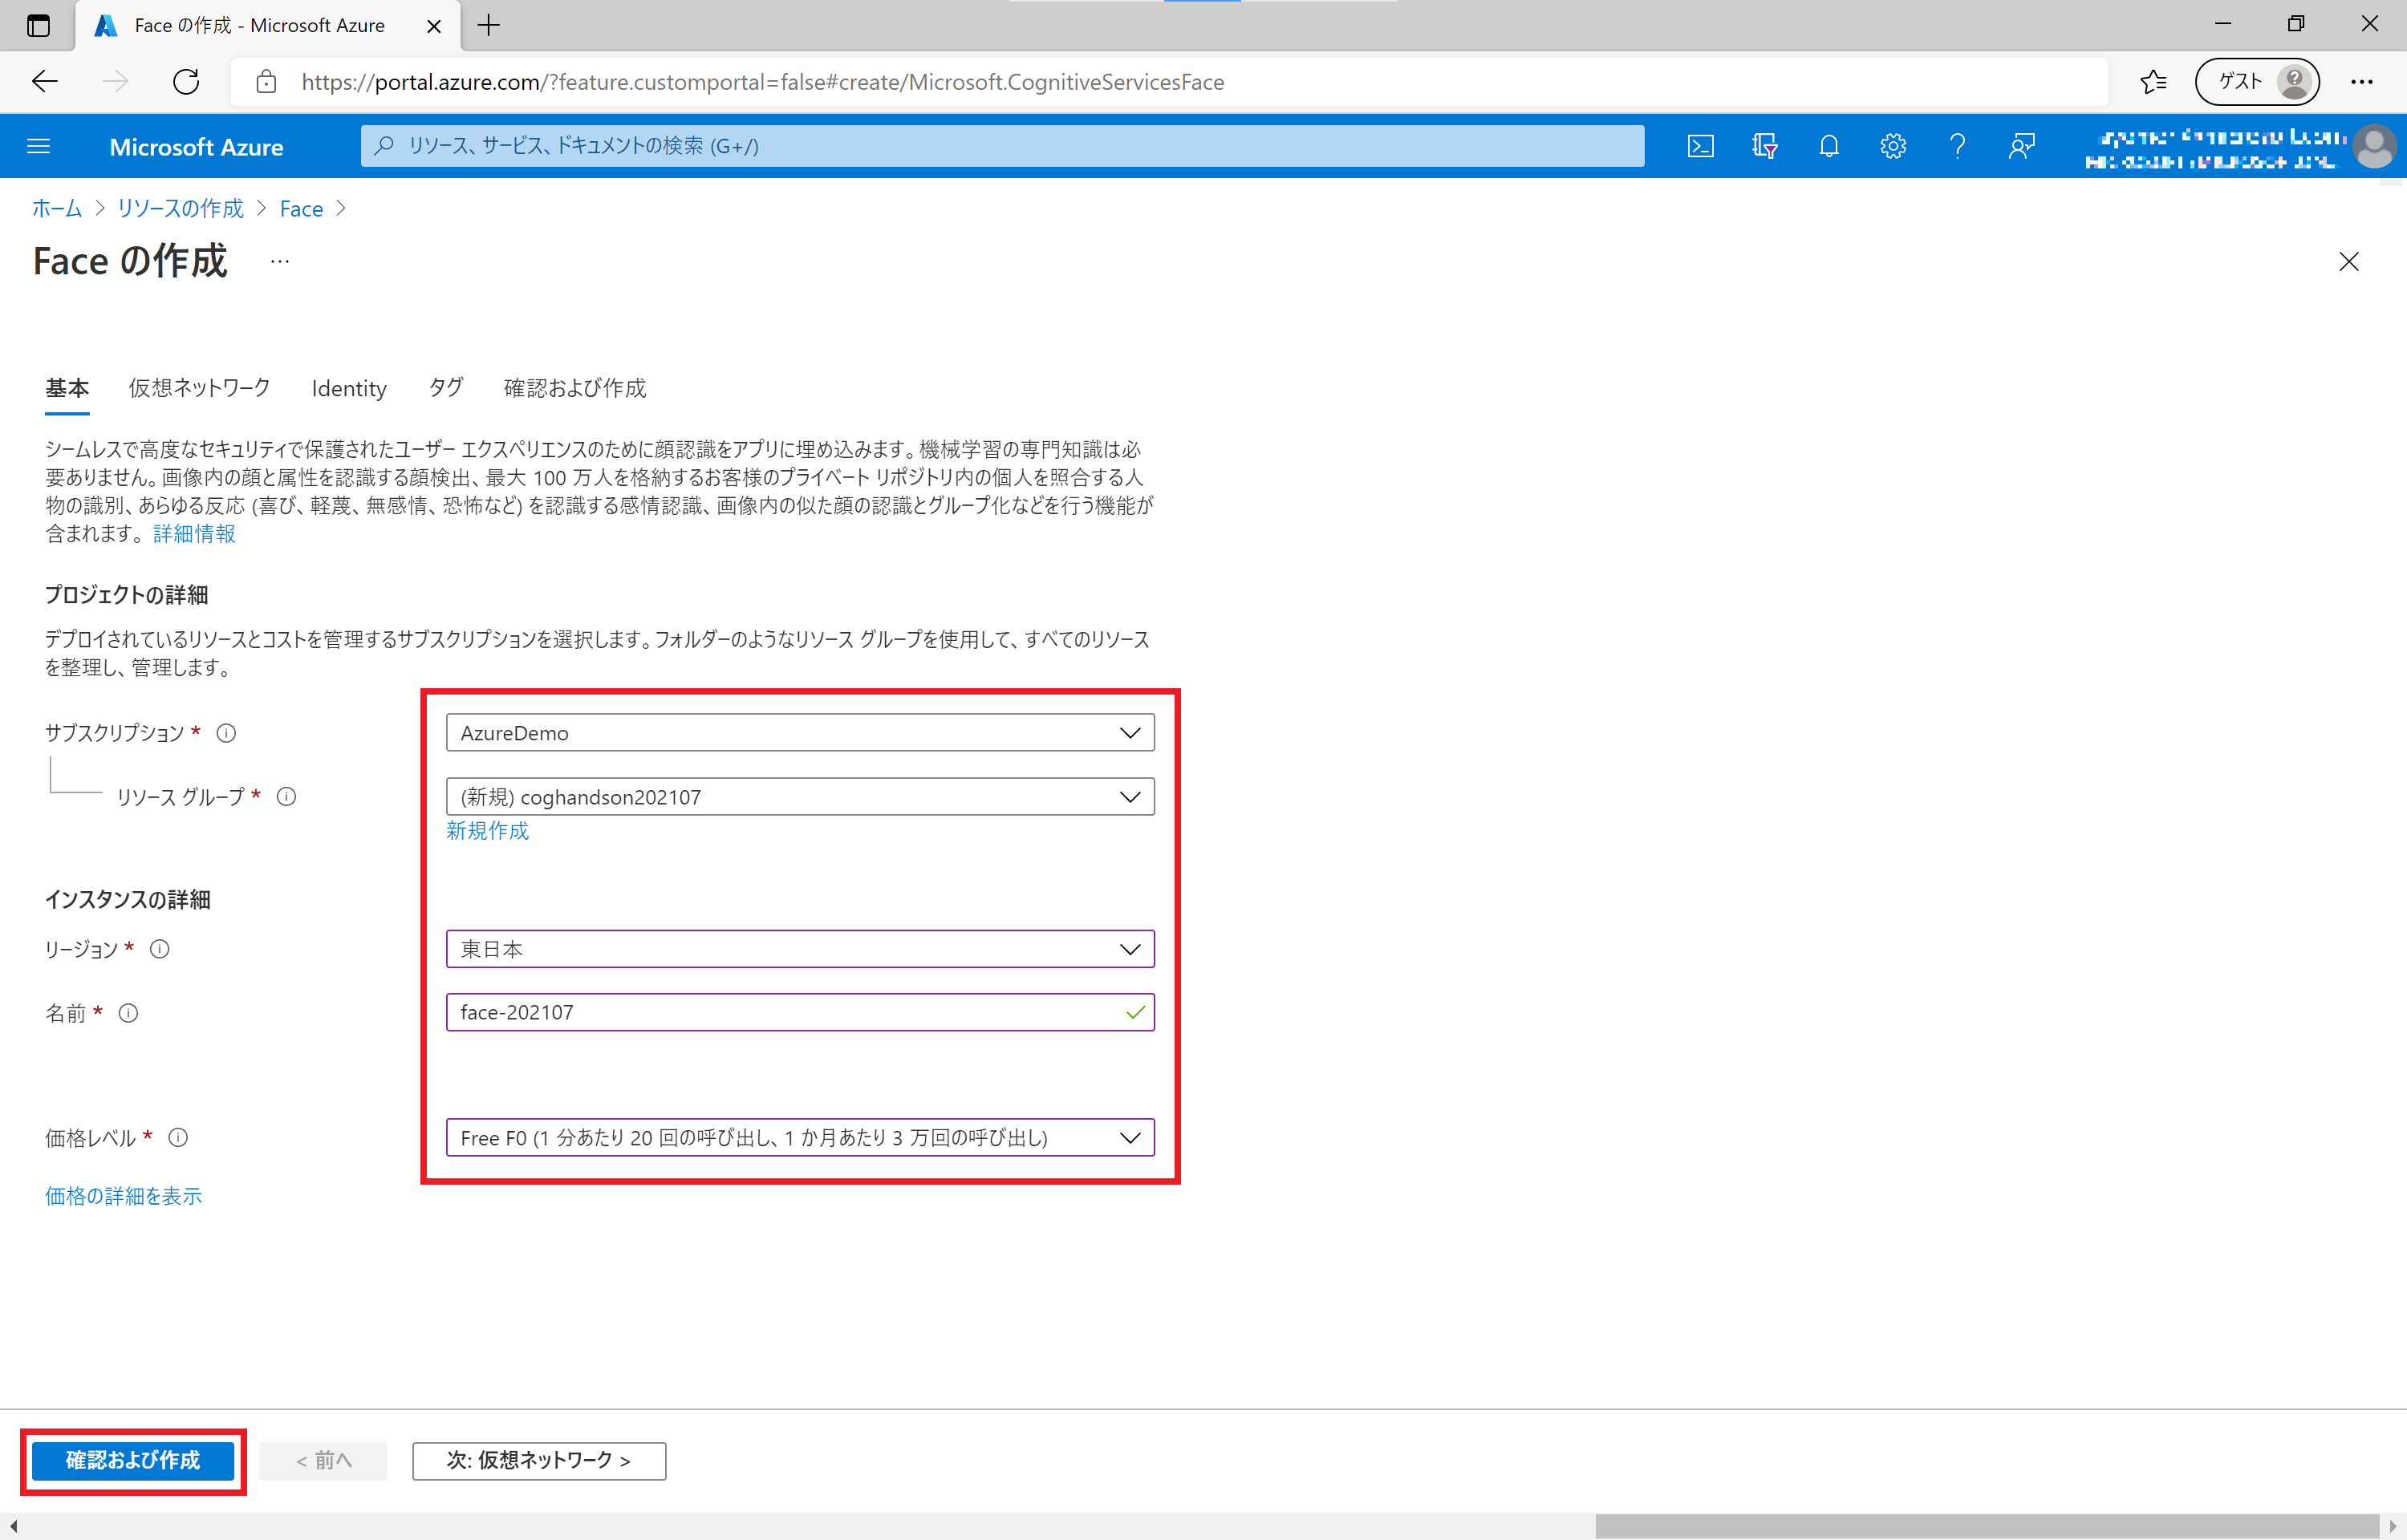 Face の作成 - Microsoft Azure
https://portal.azure.com/?feature.customportal=false#create/Microsoft.CognitiveServicesFace
ゲスト
Microsoft Azure
リソース、サービス、ドキュメントの検索 (G+/)
ホーム > リソースの作成 > Face >
Face の作成 …
基本 仮想ネットワーク Identity タグ 確認および作成
シームレスで高度なセキュリティで保護されたユーザー エクスペリエンスのために顔認識をアプリに埋め込みます。機械学習の専門知識は必
要ありません。画像内の顔と属性を認識する顔検出、最大 100 万人を格納するお客様のプライベート リポジトリ内の個人を照合する人
物の識別、あらゆる反応 (喜び、軽蔑、無感情、恐怖など) を認識する感情認識、画像内の似た顔の認識とグループ化などを行う機能が
含まれます。 詳細情報
プロジェクトの詳細
デプロイされているリソースとコストを管理するサブスクリプションを選択します。フォルダーのようなリソース グループを使用して、すべてのリソース
を整理し、管理します。
サブスクリプション * AzureDemo
リソース グループ * (新規) coghandson202107
新規作成
インスタンスの詳細
リージョン * 東日本
名前 * face-202107
価格レベル * Free F0 (1 分あたり 20 回の呼び出し、1 か月あたり 3 万回の呼び出し)
価格の詳細を表示
確認および作成 < 前へ 次: 仮想ネットワーク >